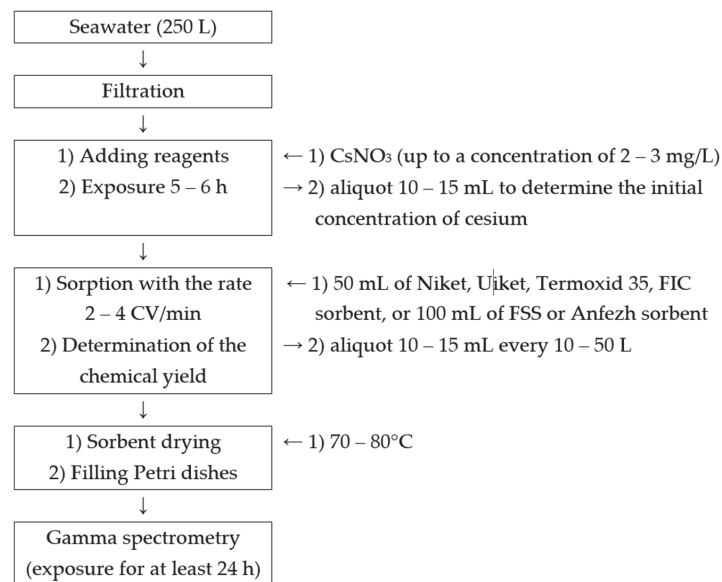 Seawater (250 L)
↓
Filtration
↓
1) Adding reagents ← 1) CsNO₃ (up to a concentration of 2 – 3 mg/L)
2) Exposure 5 – 6 h → 2) aliquot 10 – 15 mL to determine the initial
concentration of cesium
↓
1) Sorption with the rate ← 1) 50 mL of Niket, Uiket, Termoxid 35, FIC
2 – 4 CV/min sorbent, or 100 mL of FSS or Anfezh sorbent
2) Determination of the → 2) aliquot 10 – 15 mL every 10 – 50 L
chemical yield
↓
1) Sorbent drying ← 1) 70 – 80°C
2) Filling Petri dishes
↓
Gamma spectrometry
(exposure for at least 24 h)